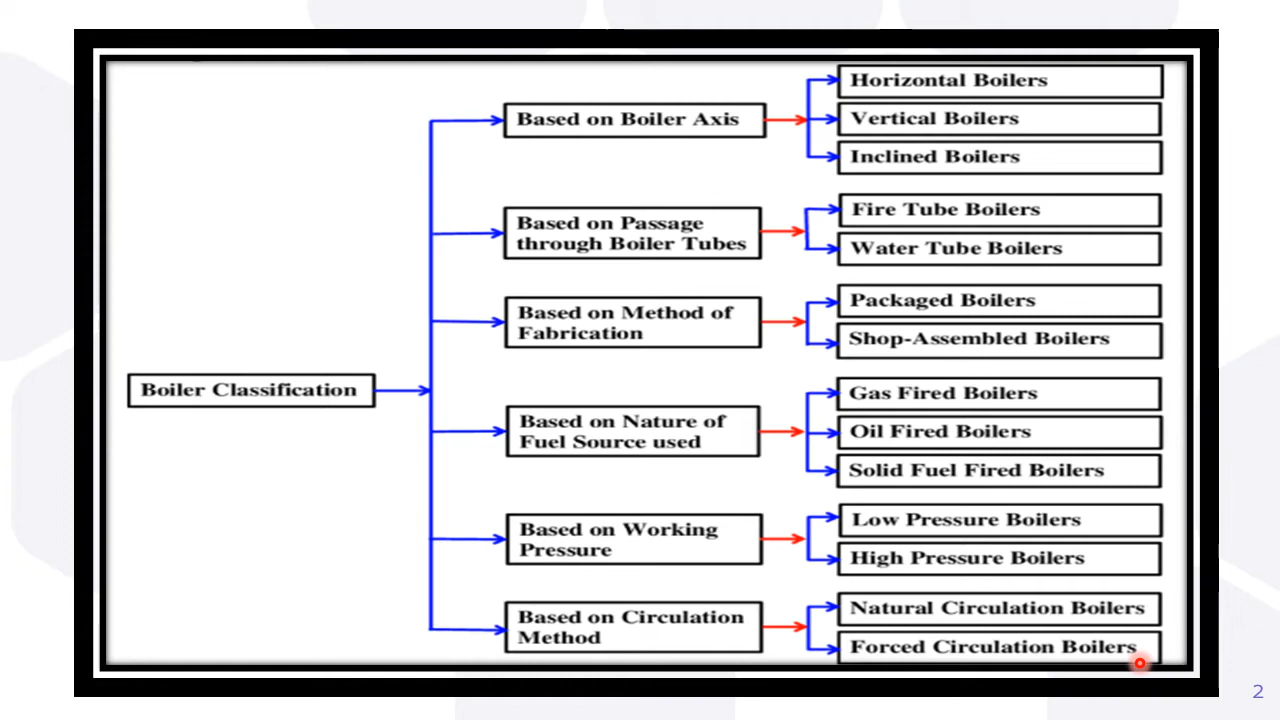 Boiler Classification
Based on Boiler Axis
Horizontal Boilers
Vertical Boilers
Inclined Boilers
Based on Passage
through Boiler Tubes
Fire Tube Boilers
Water Tube Boilers
Based on Method of
Fabrication
Packaged Boilers
Shop-Assembled Boilers
Based on Nature of
Fuel Source used
Gas Fired Boilers
Oil Fired Boilers
Solid Fuel Fired Boilers
Based on Working
Pressure
Low Pressure Boilers
High Pressure Boilers
Based on Circulation
Method
Natural Circulation Boilers
Forced Circulation Boilers
2